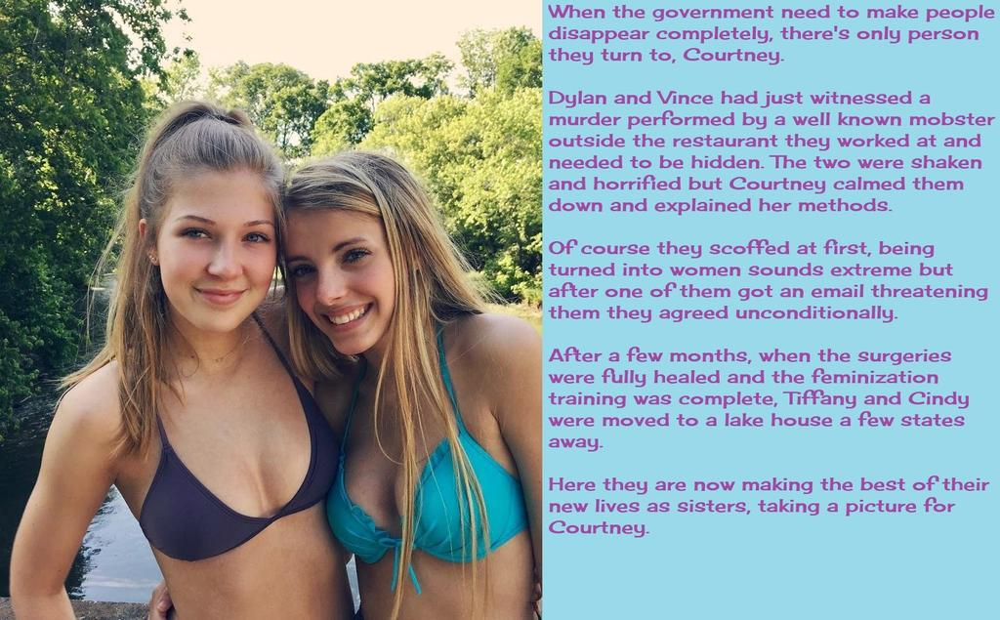 When the government need to make people
disappear completely, there's only person
they turn to, Courtney.
Dylan and Vince had just witnessed a
murder performed by a well known mobster
outside the restaurant they worked at and
needed to be hidden. The two were shaken
and horrified but Courtney calmed them
down and explained her methods.
Of course they scoffed at first, being
turned into women sounds extreme but
after one of them got an email threatening
them they agreed unconditionally.
After a few months, when the surgeries
were fully healed and the feminization
training was complete, Tiffany and Cindy
were moved to a lake house a few states
away.
Here they are now making the best of their
new lives as sisters, taking a picture for
Courtney.